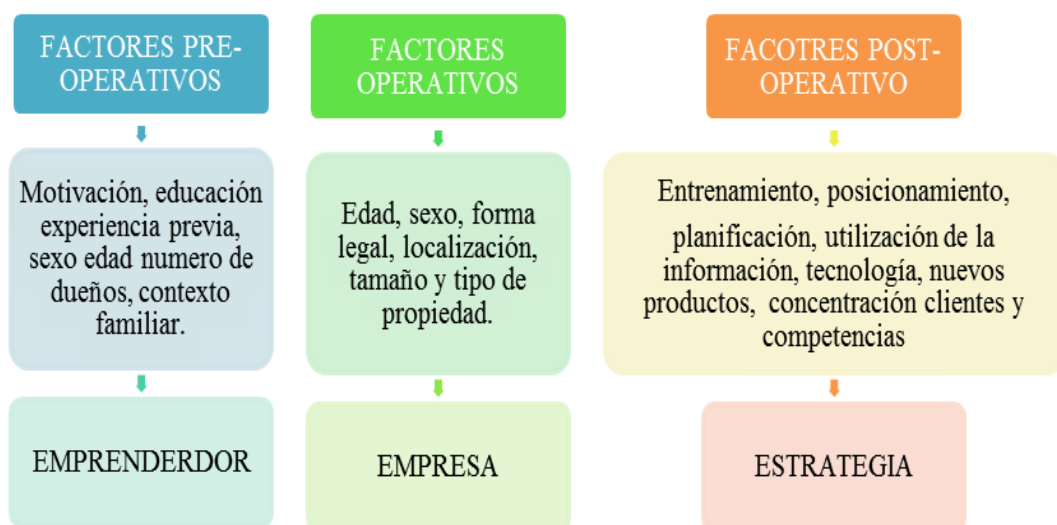 FACTORES PRE-
OPERATIVOS
Motivación, educación
experiencia previa,
sexo edad numero de
dueños, contexto
familiar.
EMPRENDERDOR
FACTORES
OPERATIVOS
Edad, sexo, forma
legal, localización,
tamaño y tipo de
propiedad.
EMPRESA
FACOTRES POST-
OPERATIVO
Entrenamiento, posicionamiento,
planificación, utilización de la
información, tecnología, nuevos
productos, concentración clientes y
competencias
ESTRATEGIA